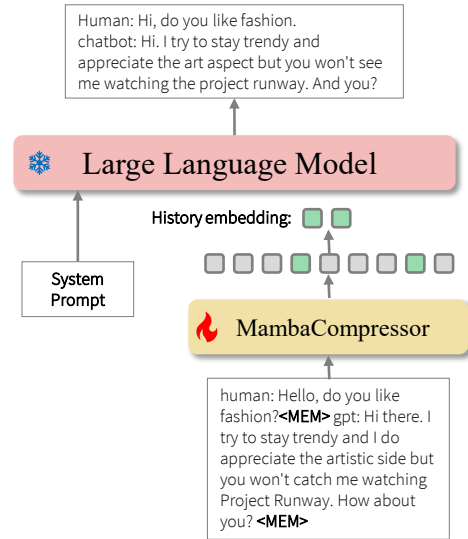 Human: Hi, do you like fashion.
chatbot: Hi. I try to stay trendy and
appreciate the art aspect but you won't see
me watching the project runway. And you?
Large Language Model
History embedding:
System
Prompt
MambaCompressor
human: Hello, do you like
fashion?<MEM> gpt: Hi there. I
try to stay trendy and I do
appreciate the artistic side but
you won't catch me watching
Project Runway. How about
you? <MEM>